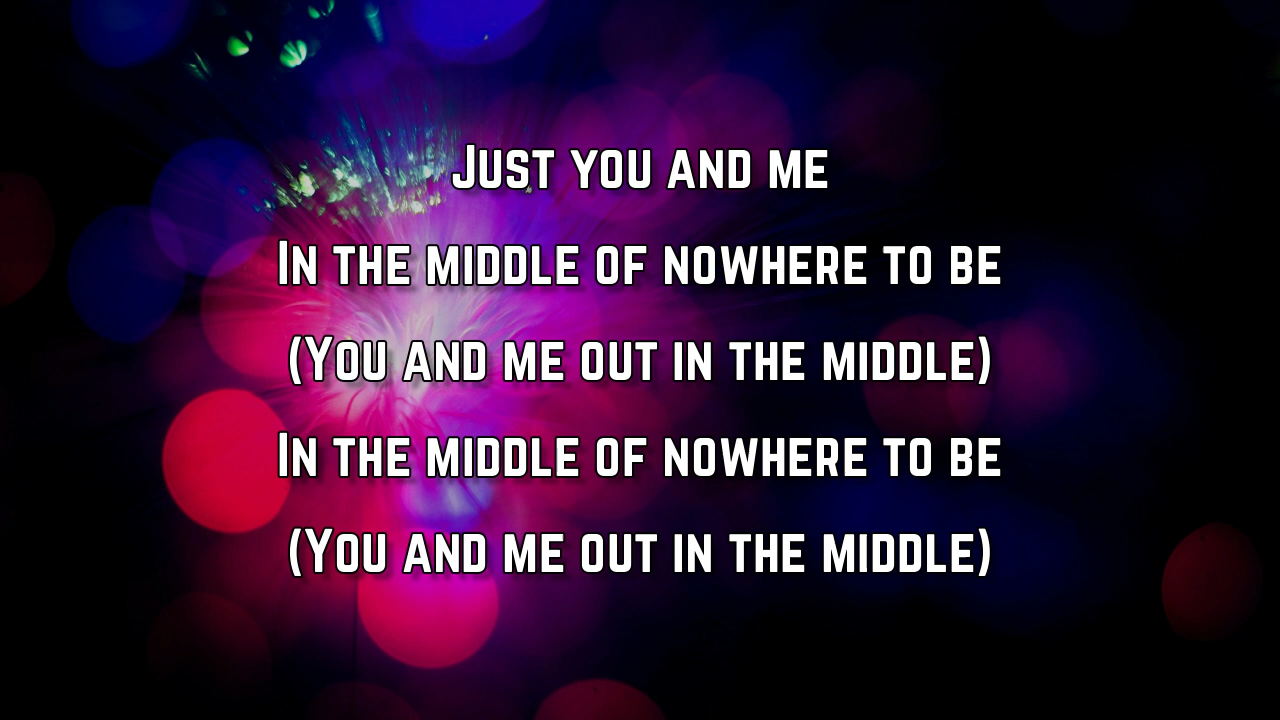 Just you and me
In the middle of nowhere to be
(You and me out in the middle)
In the middle of nowhere to be
(You and me out in the middle)